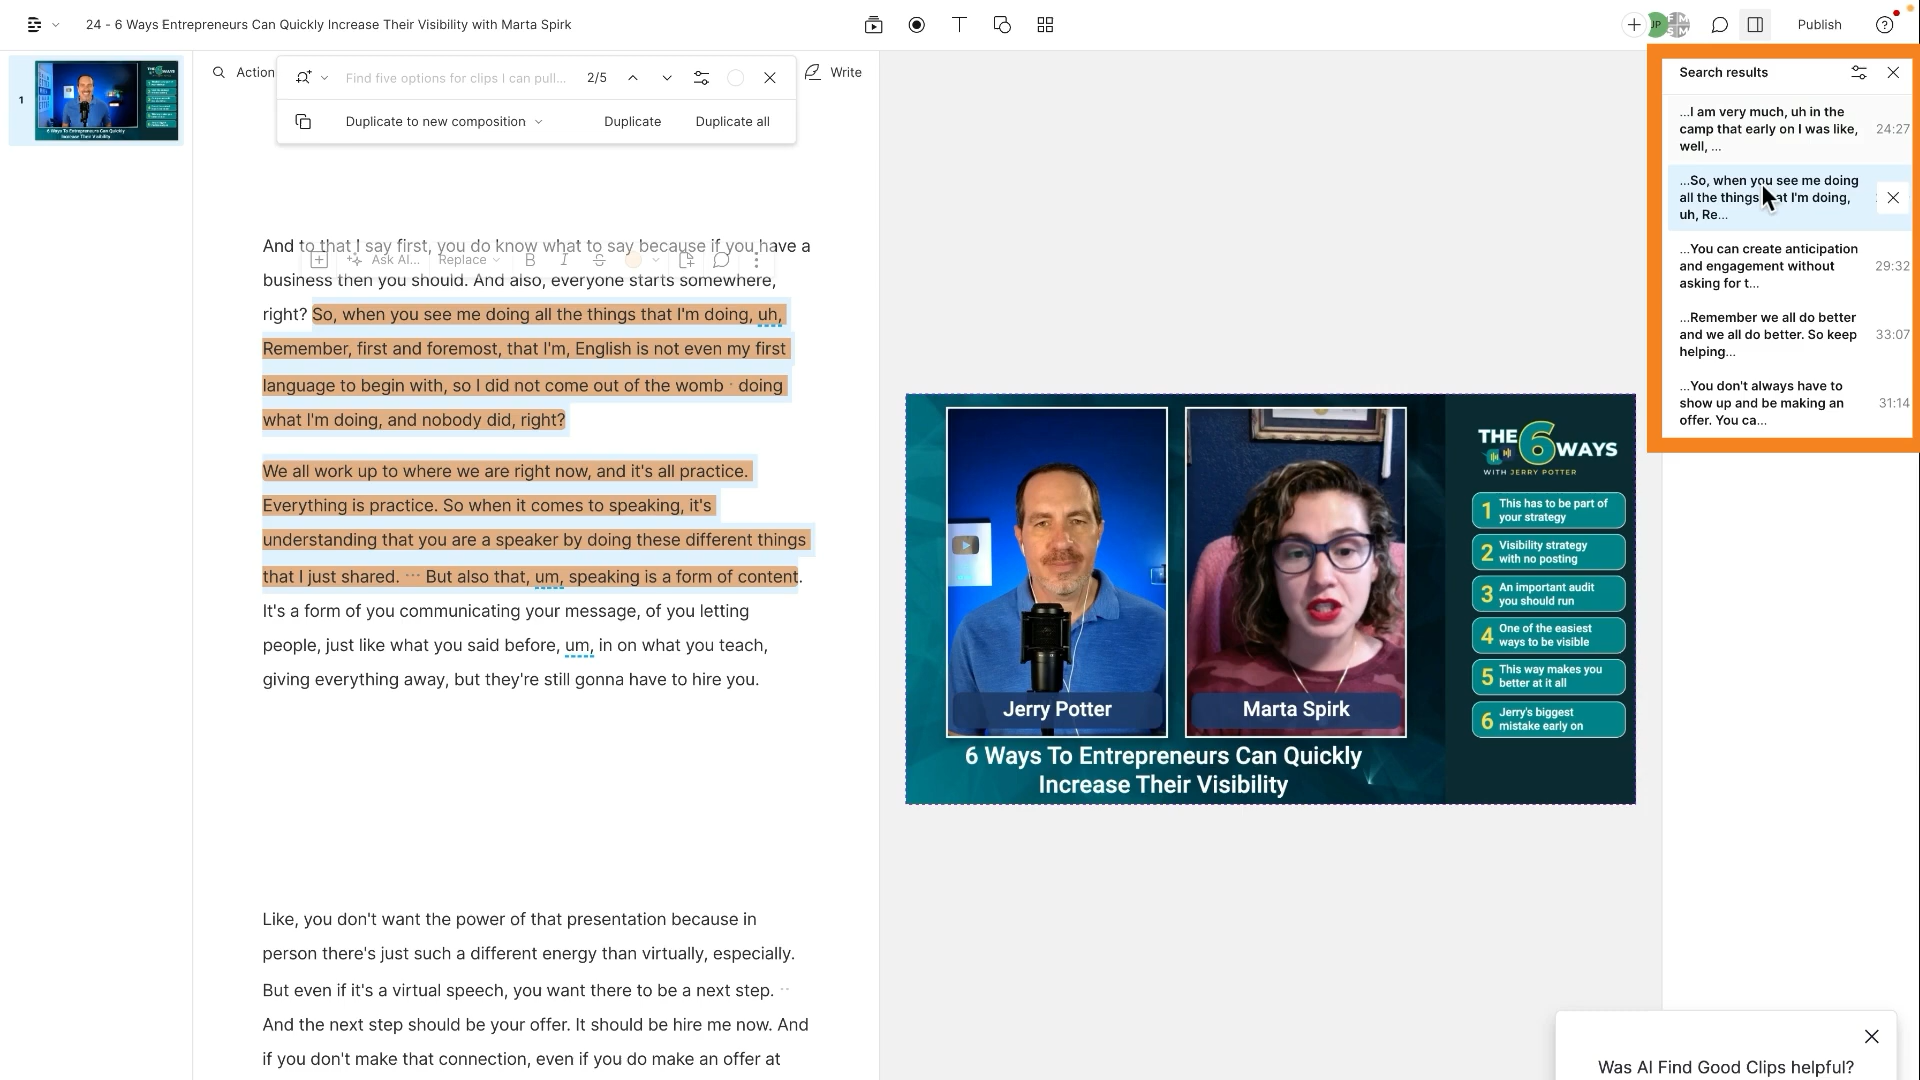 24 - 6 Ways Entrepreneurs Can Quickly Increase Their Visibility with Marta Spirk
JP
Publish
1
Action
Find five options for clips I can pull...
2/5
Write
Duplicate to new composition
Duplicate
Duplicate all
And to that I say first, you do know what to say because if you have a
Ask AI...
Replace
B
I
S
business then you should. And also, everyone starts somewhere,
right? So, when you see me doing all the things that I'm doing, uh,
Remember, first and foremost, that I'm, English is not even my first
language to begin with, so I did not come out of the womb · doing
what I'm doing, and nobody did, right?
We all work up to where we are right now, and it's all practice.
Everything is practice. So when it comes to speaking, it's
understanding that you are a speaker by doing these different things
that I just shared. ··· But also that, um, speaking is a form of content.
It's a form of you communicating your message, of you letting
people, just like what you said before, um, in on what you teach,
giving everything away, but they're still gonna have to hire you.
Like, you don't want the power of that presentation because in
person there's just such a different energy than virtually, especially.
But even if it's a virtual speech, you want there to be a next step. ··
And the next step should be your offer. It should be hire me now. And
if you don't make that connection, even if you do make an offer at
THE 6 WAYS
WITH JERRY POTTER
1 This has to be part of
your strategy
2 Visibility strategy
with no posting
3 An important audit
you should run
4 One of the easiest
ways to be visible
5 This way makes you
better at it all
6 Jerry's biggest
mistake early on
Jerry Potter
Marta Spirk
6 Ways To Entrepreneurs Can Quickly
Increase Their Visibility
Search results
...I am very much, uh in the
camp that early on I was like,
well, ...
24:27
...So, when you see me doing
all the things that I'm doing,
uh, Re...
...You can create anticipation
and engagement without
asking for t...
29:32
...Remember we all do better
and we all do better. So keep
helping...
33:07
...You don't always have to
show up and be making an
offer. You ca...
31:14
Was AI Find Good Clips helpful?